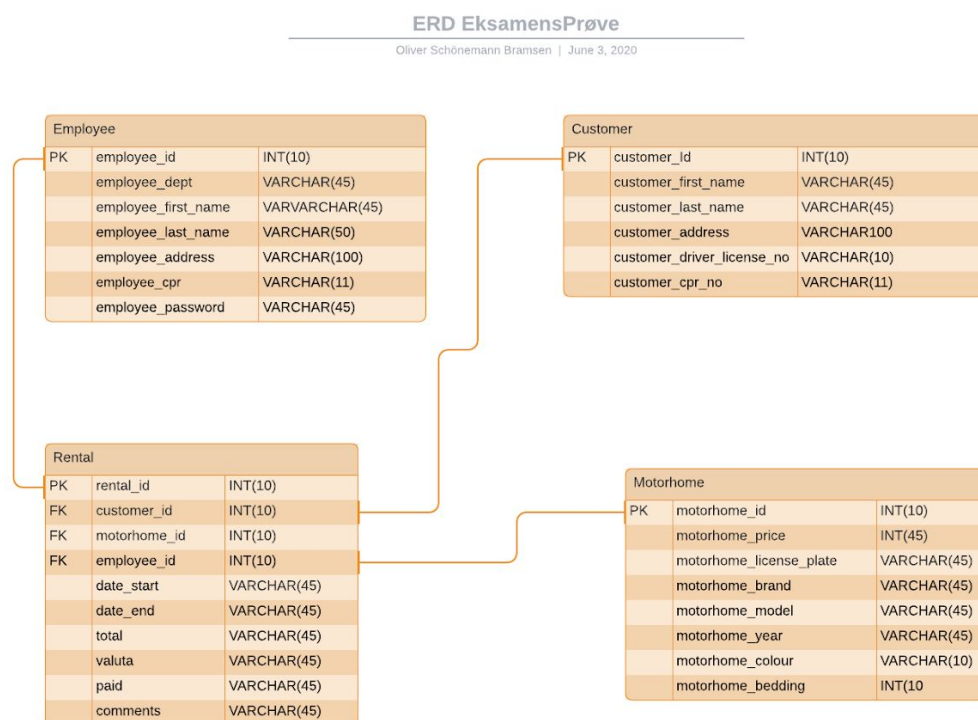 ERD EksamensPrøve
Oliver Schönemann Bramsen | June 3, 2020
Employee
PK employee_id INT(10)
employee_dept VARCHAR(45)
employee_first_name VARVARCHAR(45)
employee_last_name VARCHAR(50)
employee_address VARCHAR(100)
employee_cpr VARCHAR(11)
employee_password VARCHAR(45)
Customer
PK customer_Id INT(10)
customer_first_name VARCHAR(45)
customer_last_name VARCHAR(45)
customer_address VARCHAR100
customer_driver_license_no VARCHAR(10)
customer_cpr_no VARCHAR(11)
Rental
PK rental_id INT(10)
FK customer_id INT(10)
FK motorhome_id INT(10)
FK employee_id INT(10)
date_start VARCHAR(45)
date_end VARCHAR(45)
total VARCHAR(45)
valuta VARCHAR(45)
paid VARCHAR(45)
comments VARCHAR(45)
Motorhome
PK motorhome_id INT(10)
motorhome_price INT(45)
motorhome_license_plate VARCHAR(45)
motorhome_brand VARCHAR(45)
motorhome_model VARCHAR(45)
motorhome_year VARCHAR(45)
motorhome_colour VARCHAR(10)
motorhome_bedding INT(10